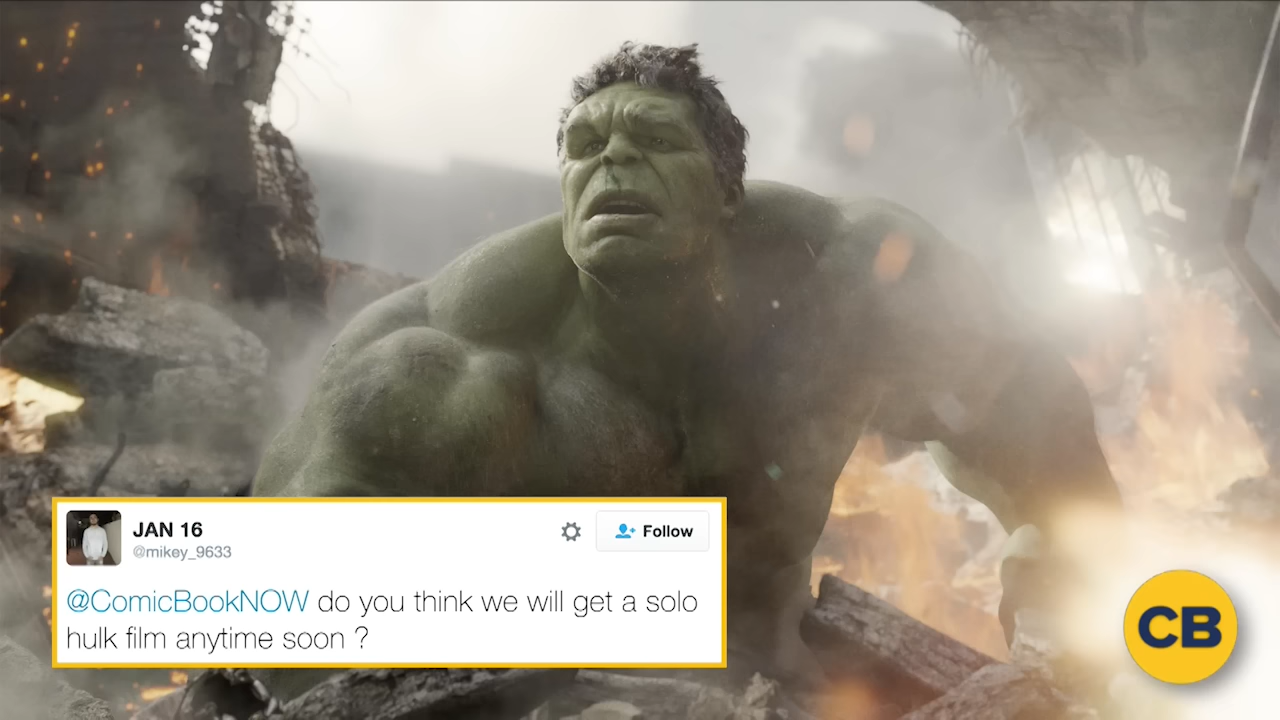 JAN 16
Follow
@mikey_9633
@ComicBookNOW do you think we will get a solo
hulk film anytime soon ?
CB